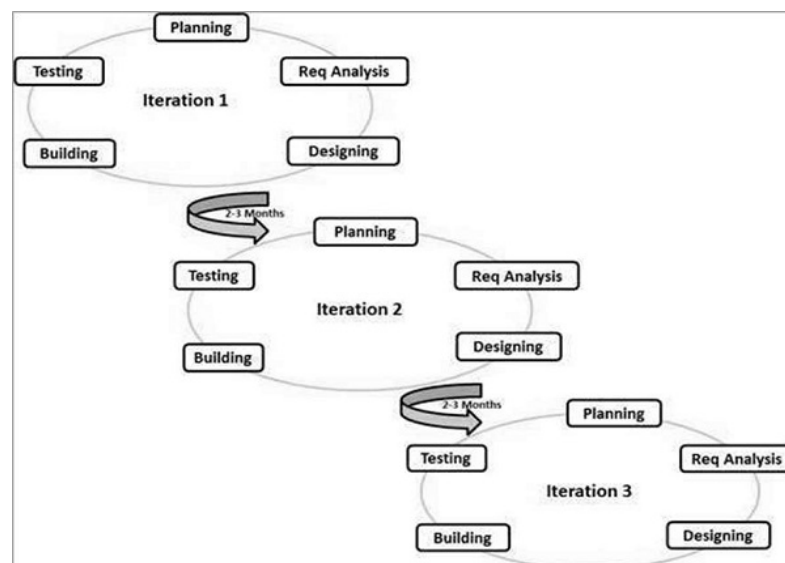 Planning
Testing
Req Analysis
Iteration 1
Building
Designing
2-3 Months
Planning
Testing
Req Analysis
Iteration 2
Building
Designing
2-3 Months
Planning
Testing
Req Analysis
Iteration 3
Building
Designing